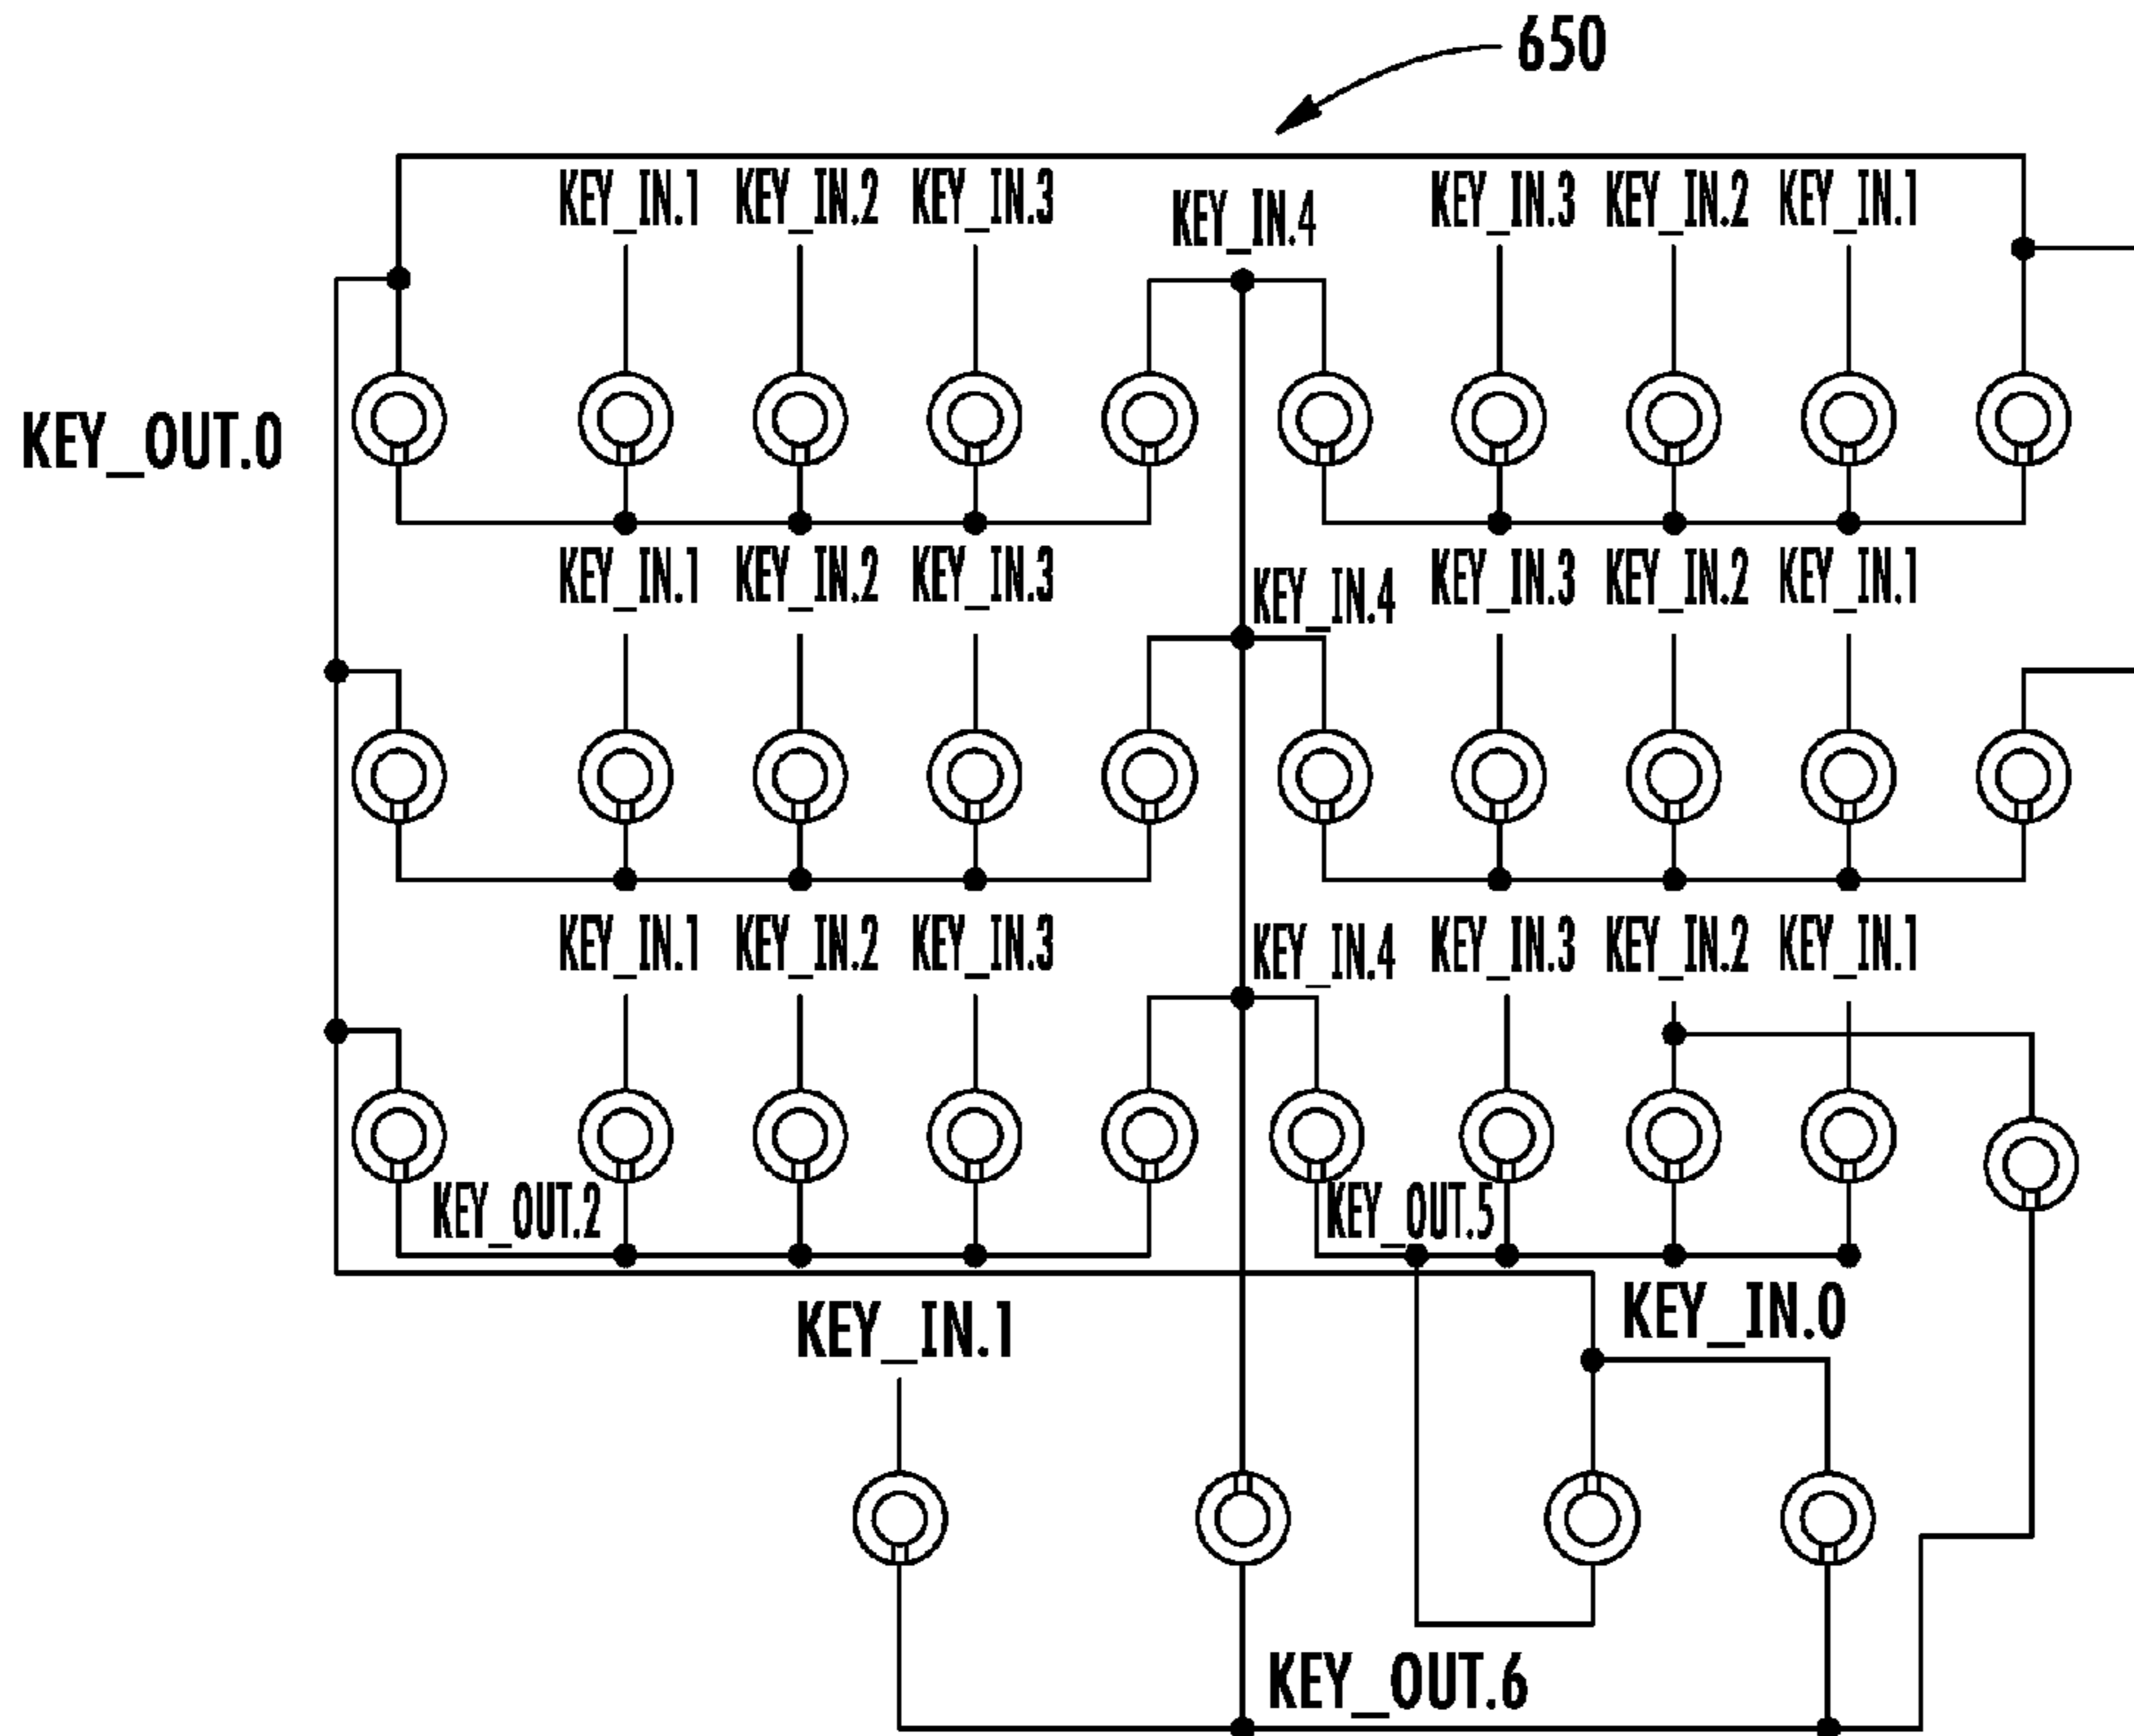 650
KEY_IN.1 KEY_IN.2 KEY_IN.3 KEY_IN.4 KEY_IN.3 KEY_IN.2 KEY_IN.1
KEY_OUT.0
KEY_IN.1 KEY_IN.2 KEY_IN.3 KEY_IN.4 KEY_IN.3 KEY_IN.2 KEY_IN.1
KEY_IN.1 KEY_IN.2 KEY_IN.3 KEY_IN.4 KEY_IN.3 KEY_IN.2 KEY_IN.1
KEY_OUT.2 KEY_OUT.5
KEY_IN.1 KEY_IN.0
KEY_OUT.6